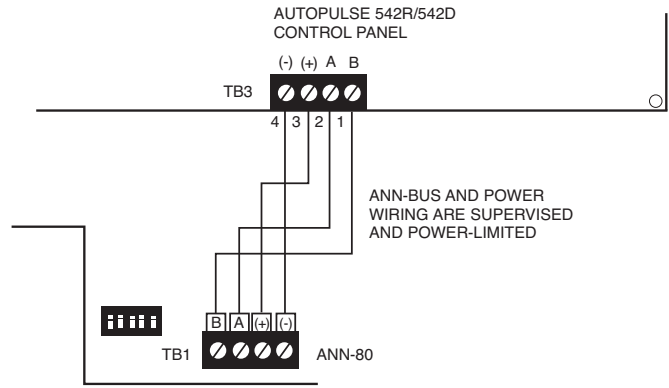 AUTOPULSE 542R/542D
CONTROL PANEL
(-) (+) A B
TB3
4 3 2 1
ANN-BUS AND POWER
WIRING ARE SUPERVISED
AND POWER-LIMITED
B A (+) (-)
TB1
ANN-80